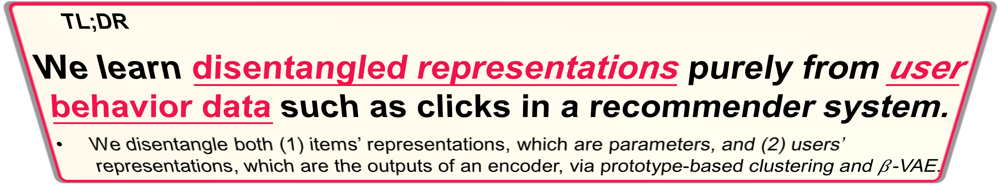 TL;DR
We learn disentangled representations purely from user
behavior data such as clicks in a recommender system.
• We disentangle both (1) items’ representations, which are parameters, and (2) users’
representations, which are the outputs of an encoder, via prototype-based clustering and β-VAE.